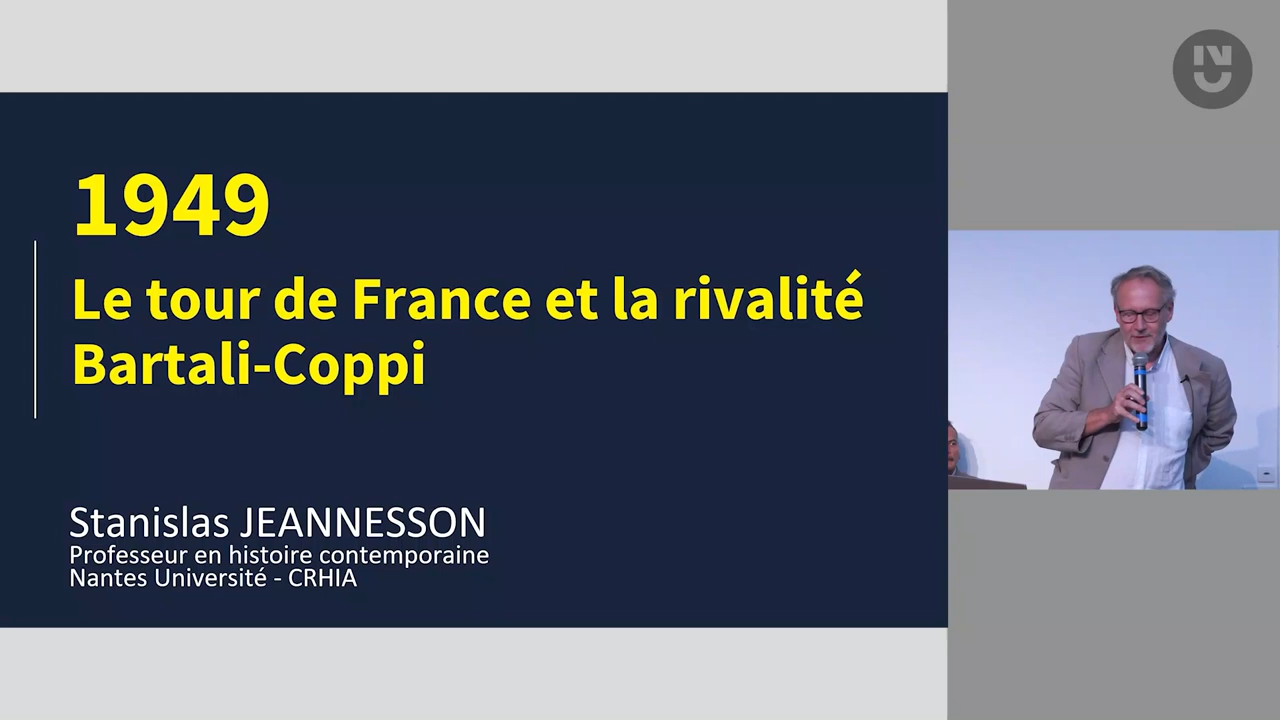 1949
Le tour de France et la rivalité
Bartali-Coppi
Stanislas JEANNESSON
Professeur en histoire contemporaine
Nantes Université - CRHIA
NU